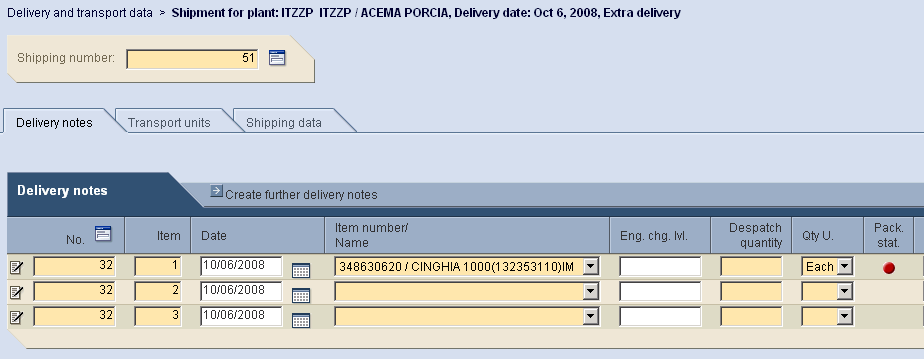 Delivery and transport data > Shipment for plant: ITZZP ITZZP / ACEMA PORCIA, Delivery date: Oct 6, 2008, Extra delivery
Shipping number: 51
Delivery notes Transport units Shipping data
Delivery notes Create further delivery notes
No. Item Date Item number/ Name Eng. chg. lvl. Despatch quantity Qty U. Pack. stat.
32 1 10/06/2008 348630620 / CINGHIA 1000(132353110)IM Each
32 2 10/06/2008
32 3 10/06/2008